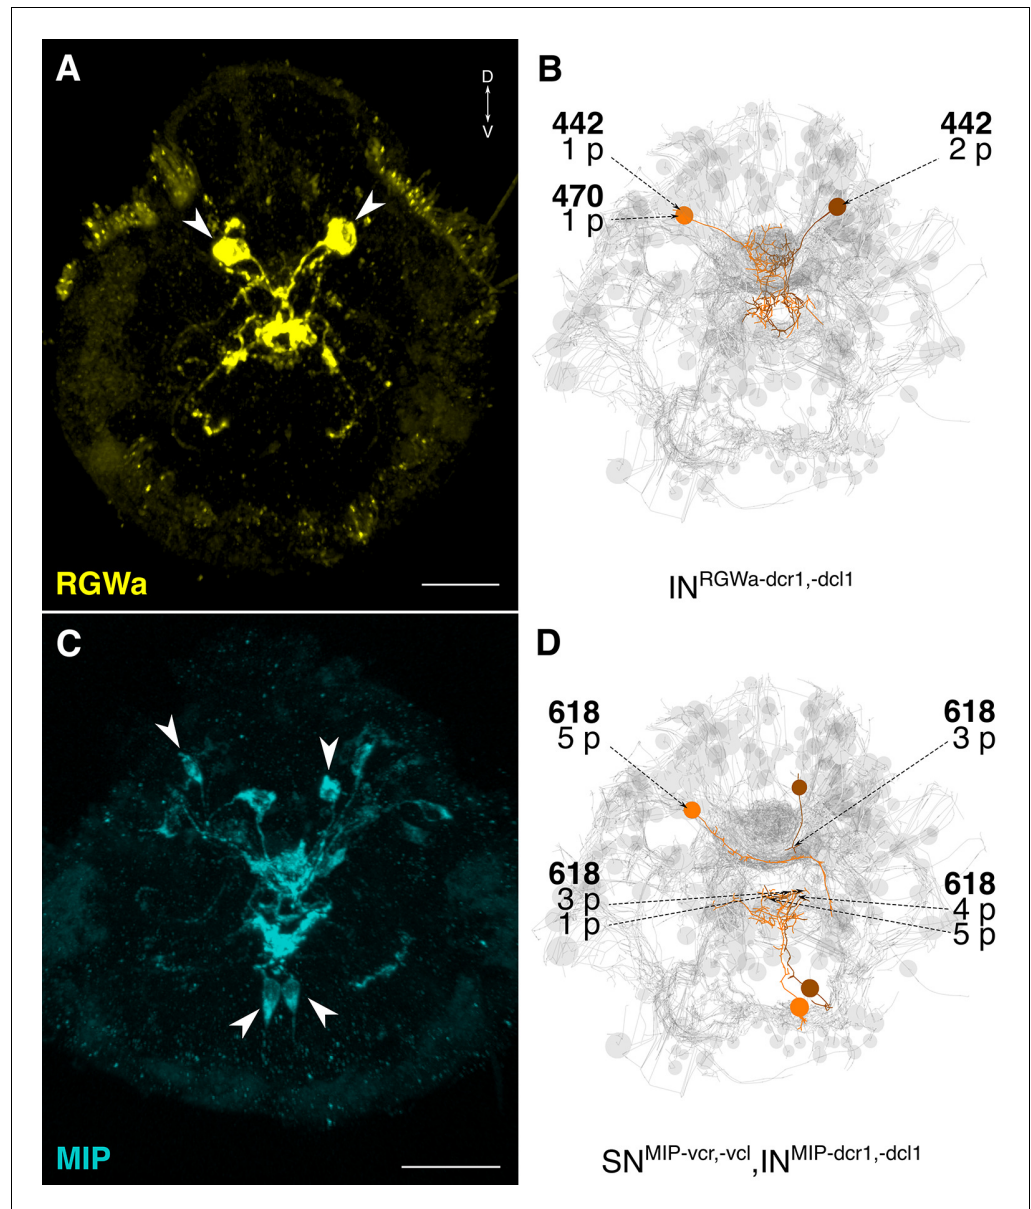 A
D
V
RGWa
B
442
1 p
470
1 p
442
2 p
IN^RGWa-dcr1,-dcl1
C
MIP
D
618
5 p
618
3 p
618
3 p
1 p
618
4 p
5 p
SN^MIP-vcr,-vcl,IN^MIP-dcr1,-dcl1